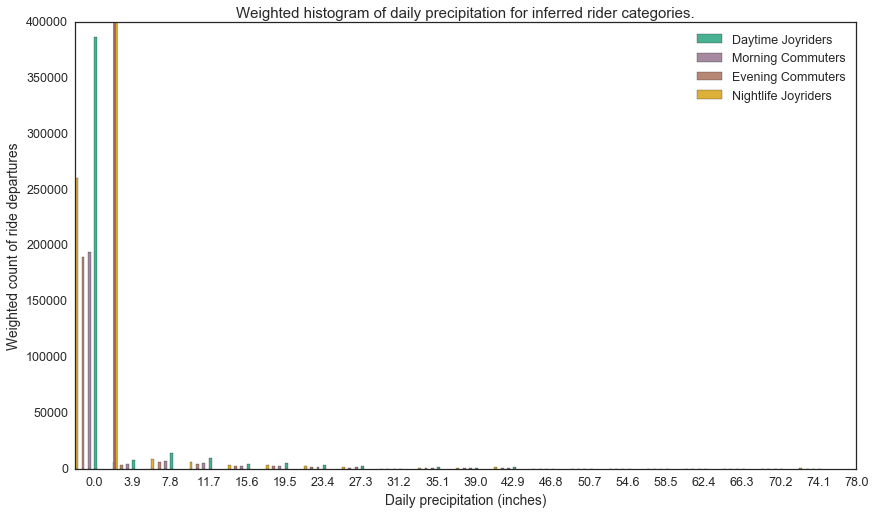 Weighted histogram of daily precipitation for inferred rider categories.
400000
350000
300000
250000
200000
150000
100000
50000
0
Weighted count of ride departures
Daytime Joyriders
Morning Commuters
Evening Commuters
Nightlife Joyriders
0.0 3.9 7.8 11.7 15.6 19.5 23.4 27.3 31.2 35.1 39.0 42.9 46.8 50.7 54.6 58.5 62.4 66.3 70.2 74.1 78.0
Daily precipitation (inches)